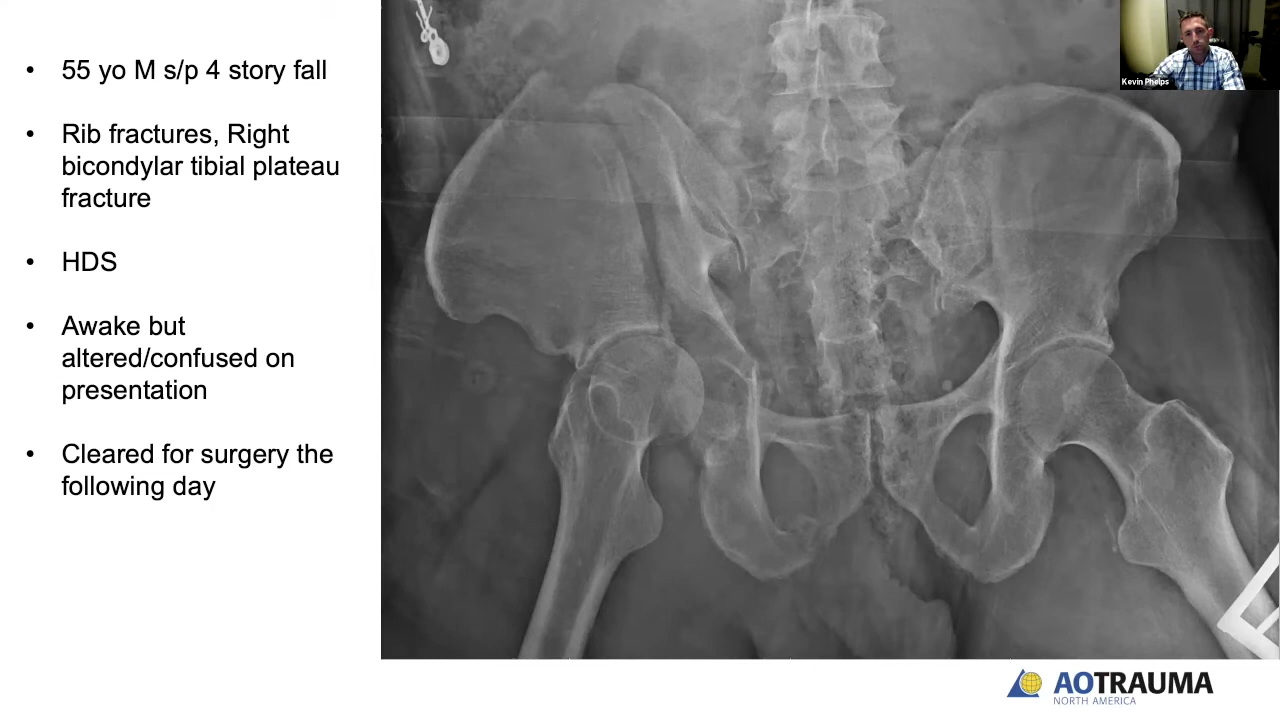 • 55 yo M s/p 4 story fall
• Rib fractures, Right
bicondylar tibial plateau
fracture
• HDS
• Awake but
altered/confused on
presentation
• Cleared for surgery the
following day
Kevin Phelps
AOTRAUMA
NORTH AMERICA